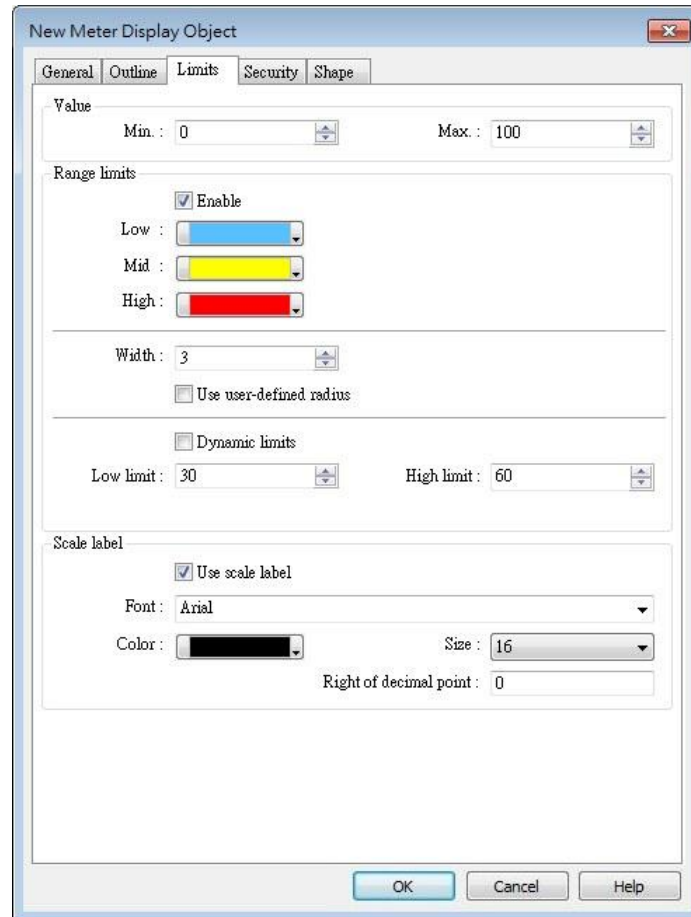 New Meter Display Object
General Outline Limits Security Shape
Value
Min. : 0 Max. : 100
Range limits
Enable
Low :
Mid :
High :
Width : 3
Use user-defined radius
Dynamic limits
Low limit : 30 High limit : 60
Scale label
Use scale label
Font : Arial
Color : Size : 16
Right of decimal point : 0
OK Cancel Help